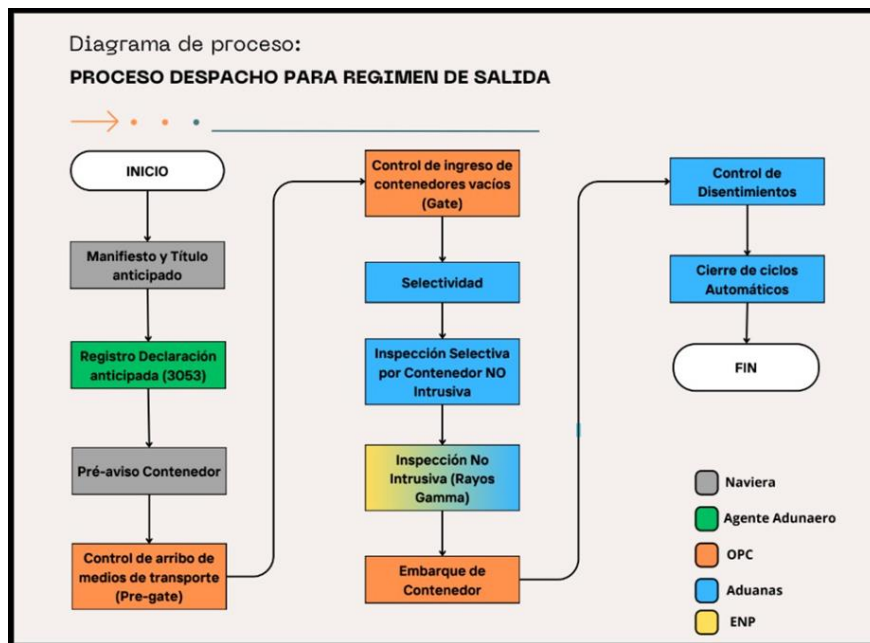 Diagrama de proceso:
PROCESO DESPACHO PARA REGIMEN DE SALIDA
INICIO
Manifiesto y Título
anticipado
Registro Declaración
anticipada (3053)
Pré-aviso Contenedor
Control de arribo de
medios de transporte
(Pre-gate)
Control de ingreso de
contenedores vacíos
(Gate)
Selectividad
Inspección Selectiva
por Contenedor NO
Intrusiva
Inspección No
Intrusiva (Rayos
Gamma)
Embarque de
Contenedor
Control de
Disentimientos
Cierre de ciclos
Automáticos
FIN
Naviera
Agente Adunaero
OPC
Aduanas
ENP